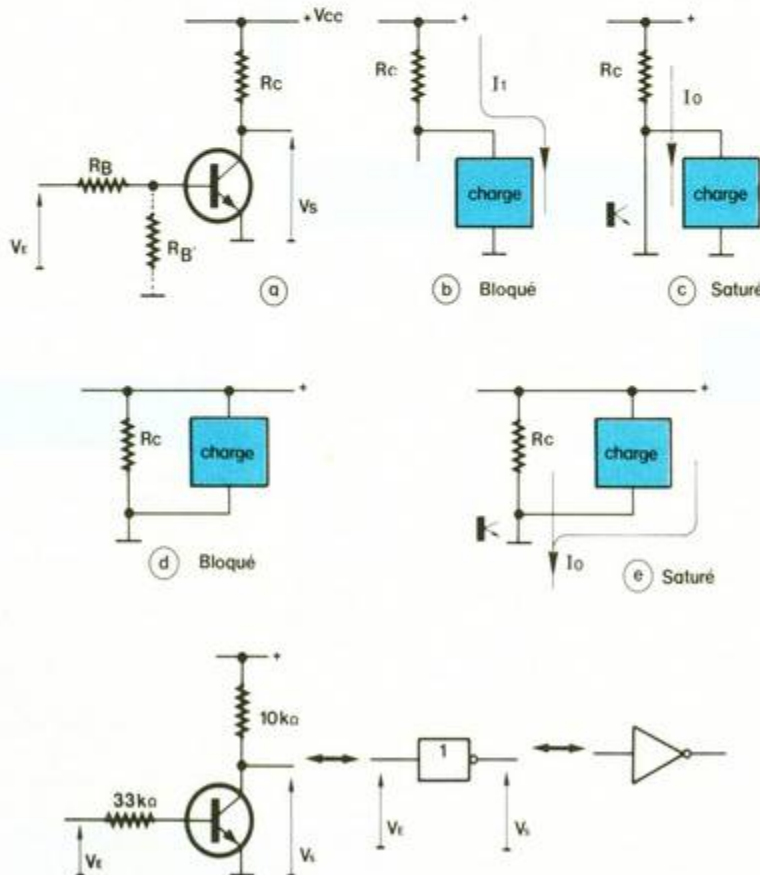 + Vcc
Rc
RB
RB'
VE
Vs
a
+
Rc
I1
charge
b Bloqué
+
Rc
I0
charge
c Saturé
+
Rc
charge
d Bloqué
+
Rc
charge
I0
e Saturé
+
10kΩ
33kΩ
VE
Vs
1
VE
Vs